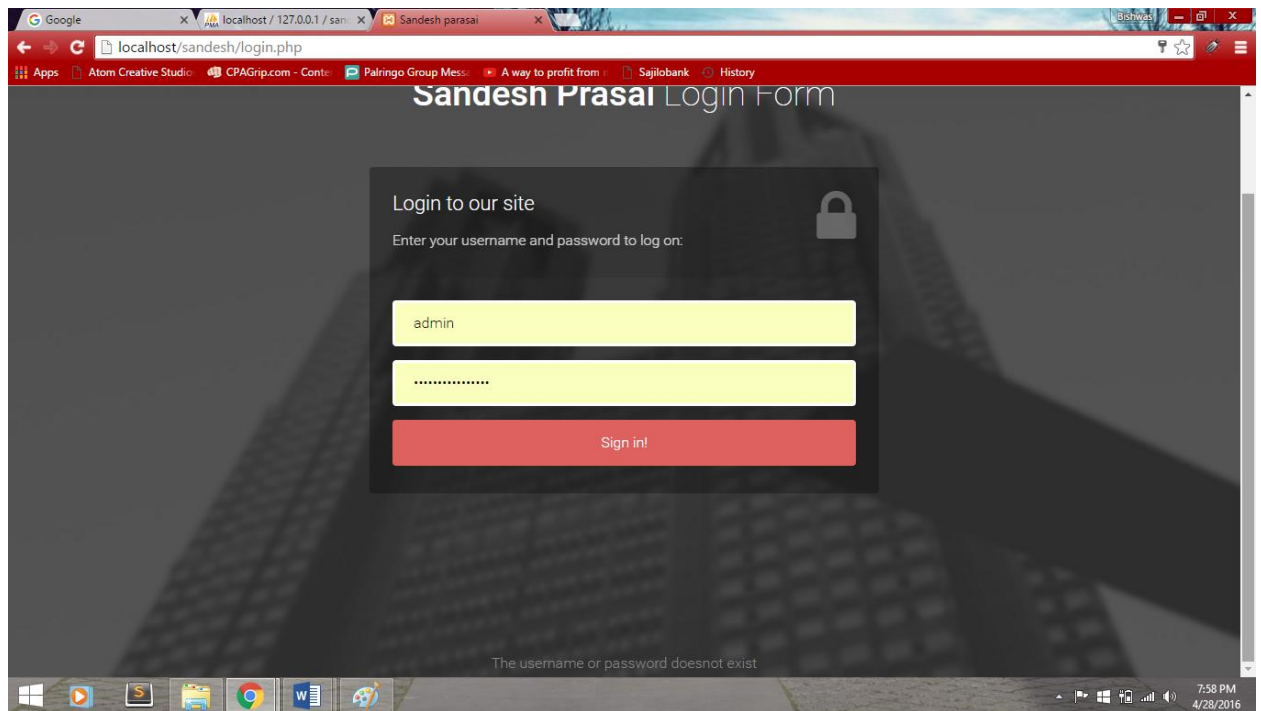 Google
localhost / 127.0.0.1 / san
Sandesh parasai
Bishwas
localhost/sandesh/login.php
Apps Atom Creative Studio CPAGrip.com - Conte Palringo Group Mess A way to profit from Sajilobank History
Sandesh Prasai Login Form
Login to our site
Enter your username and password to log on:
admin
................
Sign in!
The username or password doesnot exist
7:58 PM
4/28/2016